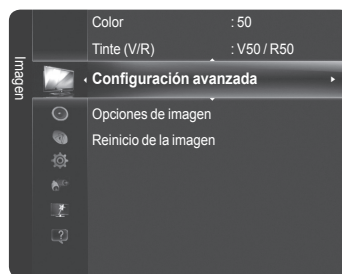 Imagen
Color : 50
Tinte (V/R) : V50 / R50
Configuración avanzada
Opciones de imagen
Reinicio de la imagen